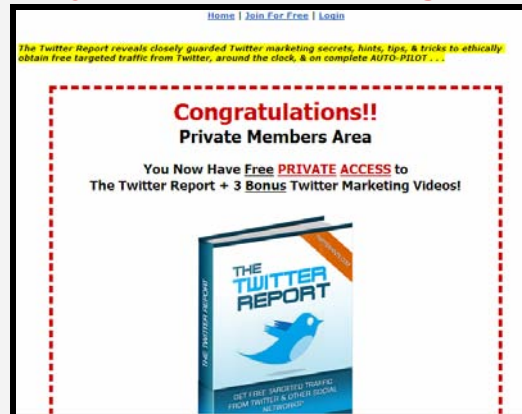 Home | Join For Free | Login
The Twitter Report reveals closely guarded Twitter marketing secrets, hints, tips, & tricks to ethically
obtain free targeted traffic from Twitter, around the clock, & on complete AUTO-PILOT . . .
Congratulations!!
Private Members Area
You Now Have Free PRIVATE ACCESS to
The Twitter Report + 3 Bonus Twitter Marketing Videos!
THE
TWITTER
REPORT
THE TWITTER REPORT
GET FREE TARGETED TRAFFIC
FROM TWITTER & OTHER SOCIAL
NETWORKS!